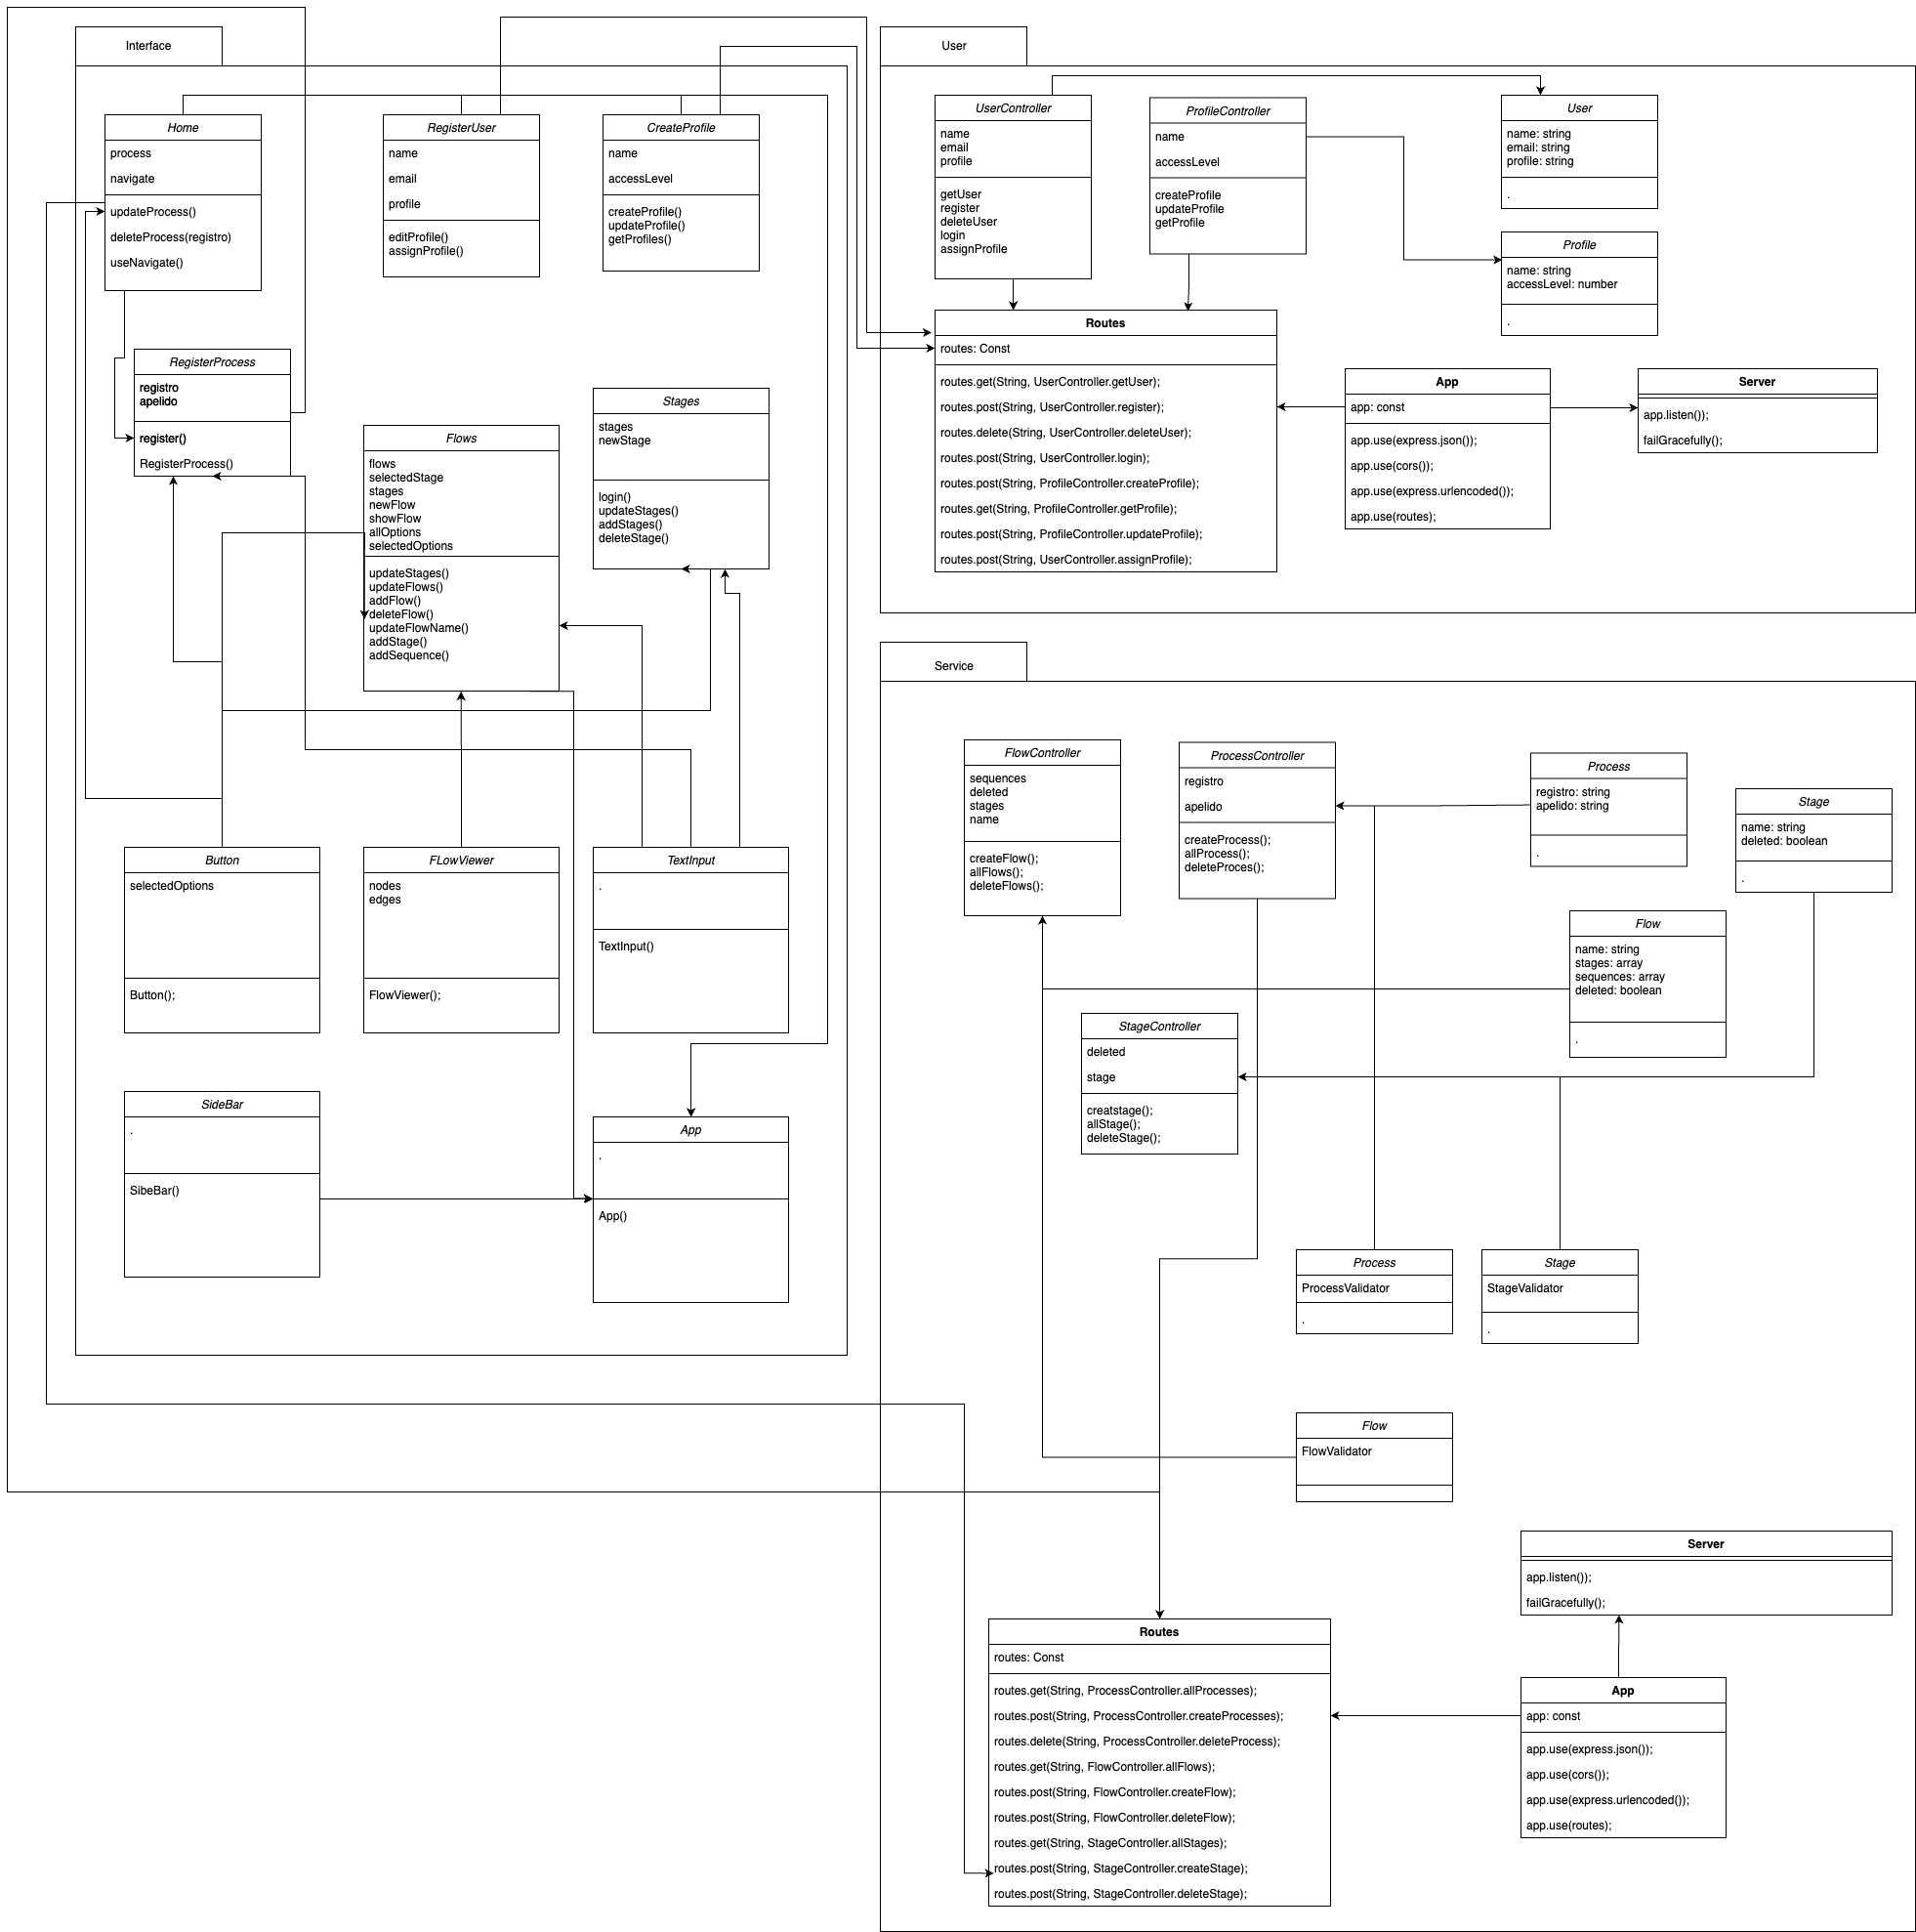 Interface
Home
process
navigate
updateProcess()
deleteProcess(registro)
useNavigate()
RegisterUser
name
email
profile
editProfile()
assignProfile()
CreateProfile
name
accessLevel
createProfile()
updateProfile()
getProfiles()
RegisterProcess
registro
apelido
register()
RegisterProcess()
Flows
flows
selectedStage
stages
newFlow
showFlow
allOptions
selectedOptions
updateStages()
updateFlows()
addFlow()
deleteFlow()
updateFlowName()
addStage()
addSequence()
Stages
stages
newStage
login()
updateStages()
addStages()
deleteStage()
Button
selectedOptions
Button();
FLowViewer
nodes
edges
FlowViewer();
TextInput
.
TextInput()
SideBar
.
SibeBar()
App
.
App()
User
UserController
name
email
profile
getUser
register
deleteUser
login
assignProfile
ProfileController
name
accessLevel
createProfile
updateProfile
getProfile
User
name: string
email: string
profile: string
.
Profile
name: string
accessLevel: number
.
Routes
routes: Const
routes.get(String, UserController.getUser);
routes.post(String, UserController.register);
routes.delete(String, UserController.deleteUser);
routes.post(String, UserController.login);
routes.post(String, ProfileController.createProfile);
routes.get(String, ProfileController.getProfile);
routes.post(String, ProfileController.updateProfile);
routes.post(String, UserController.assignProfile);
App
app: const
app.use(express.json());
app.use(cors());
app.use(express.urlencoded());
app.use(routes);
Server
app.listen());
failGracefully();
Service
FlowController
sequences
deleted
stages
name
createFlow();
allFlows();
deleteFlows();
ProcessController
registro
apelido
createProcess();
allProcess();
deleteProces();
Process
registro: string
apelido: string
.
Stage
name: string
deleted: boolean
.
Flow
name: string
stages: array
sequences: array
deleted: boolean
.
StageController
deleted
stage
creatstage();
allStage();
deleteStage();
Process
ProcessValidator
.
Stage
StageValidator
.
Flow
FlowValidator
Server
app.listen());
failGracefully();
Routes
routes: Const
routes.get(String, ProcessController.allProcesses);
routes.post(String, ProcessController.createProcesses);
routes.delete(String, ProcessController.deleteProcess);
routes.get(String, FlowController.allFlows);
routes.post(String, FlowController.createFlow);
routes.post(String, FlowController.deleteFlow);
routes.get(String, StageController.allStages);
routes.post(String, StageController.createStage);
routes.post(String, StageController.deleteStage);
App
app: const
app.use(express.json());
app.use(cors());
app.use(express.urlencoded());
app.use(routes);